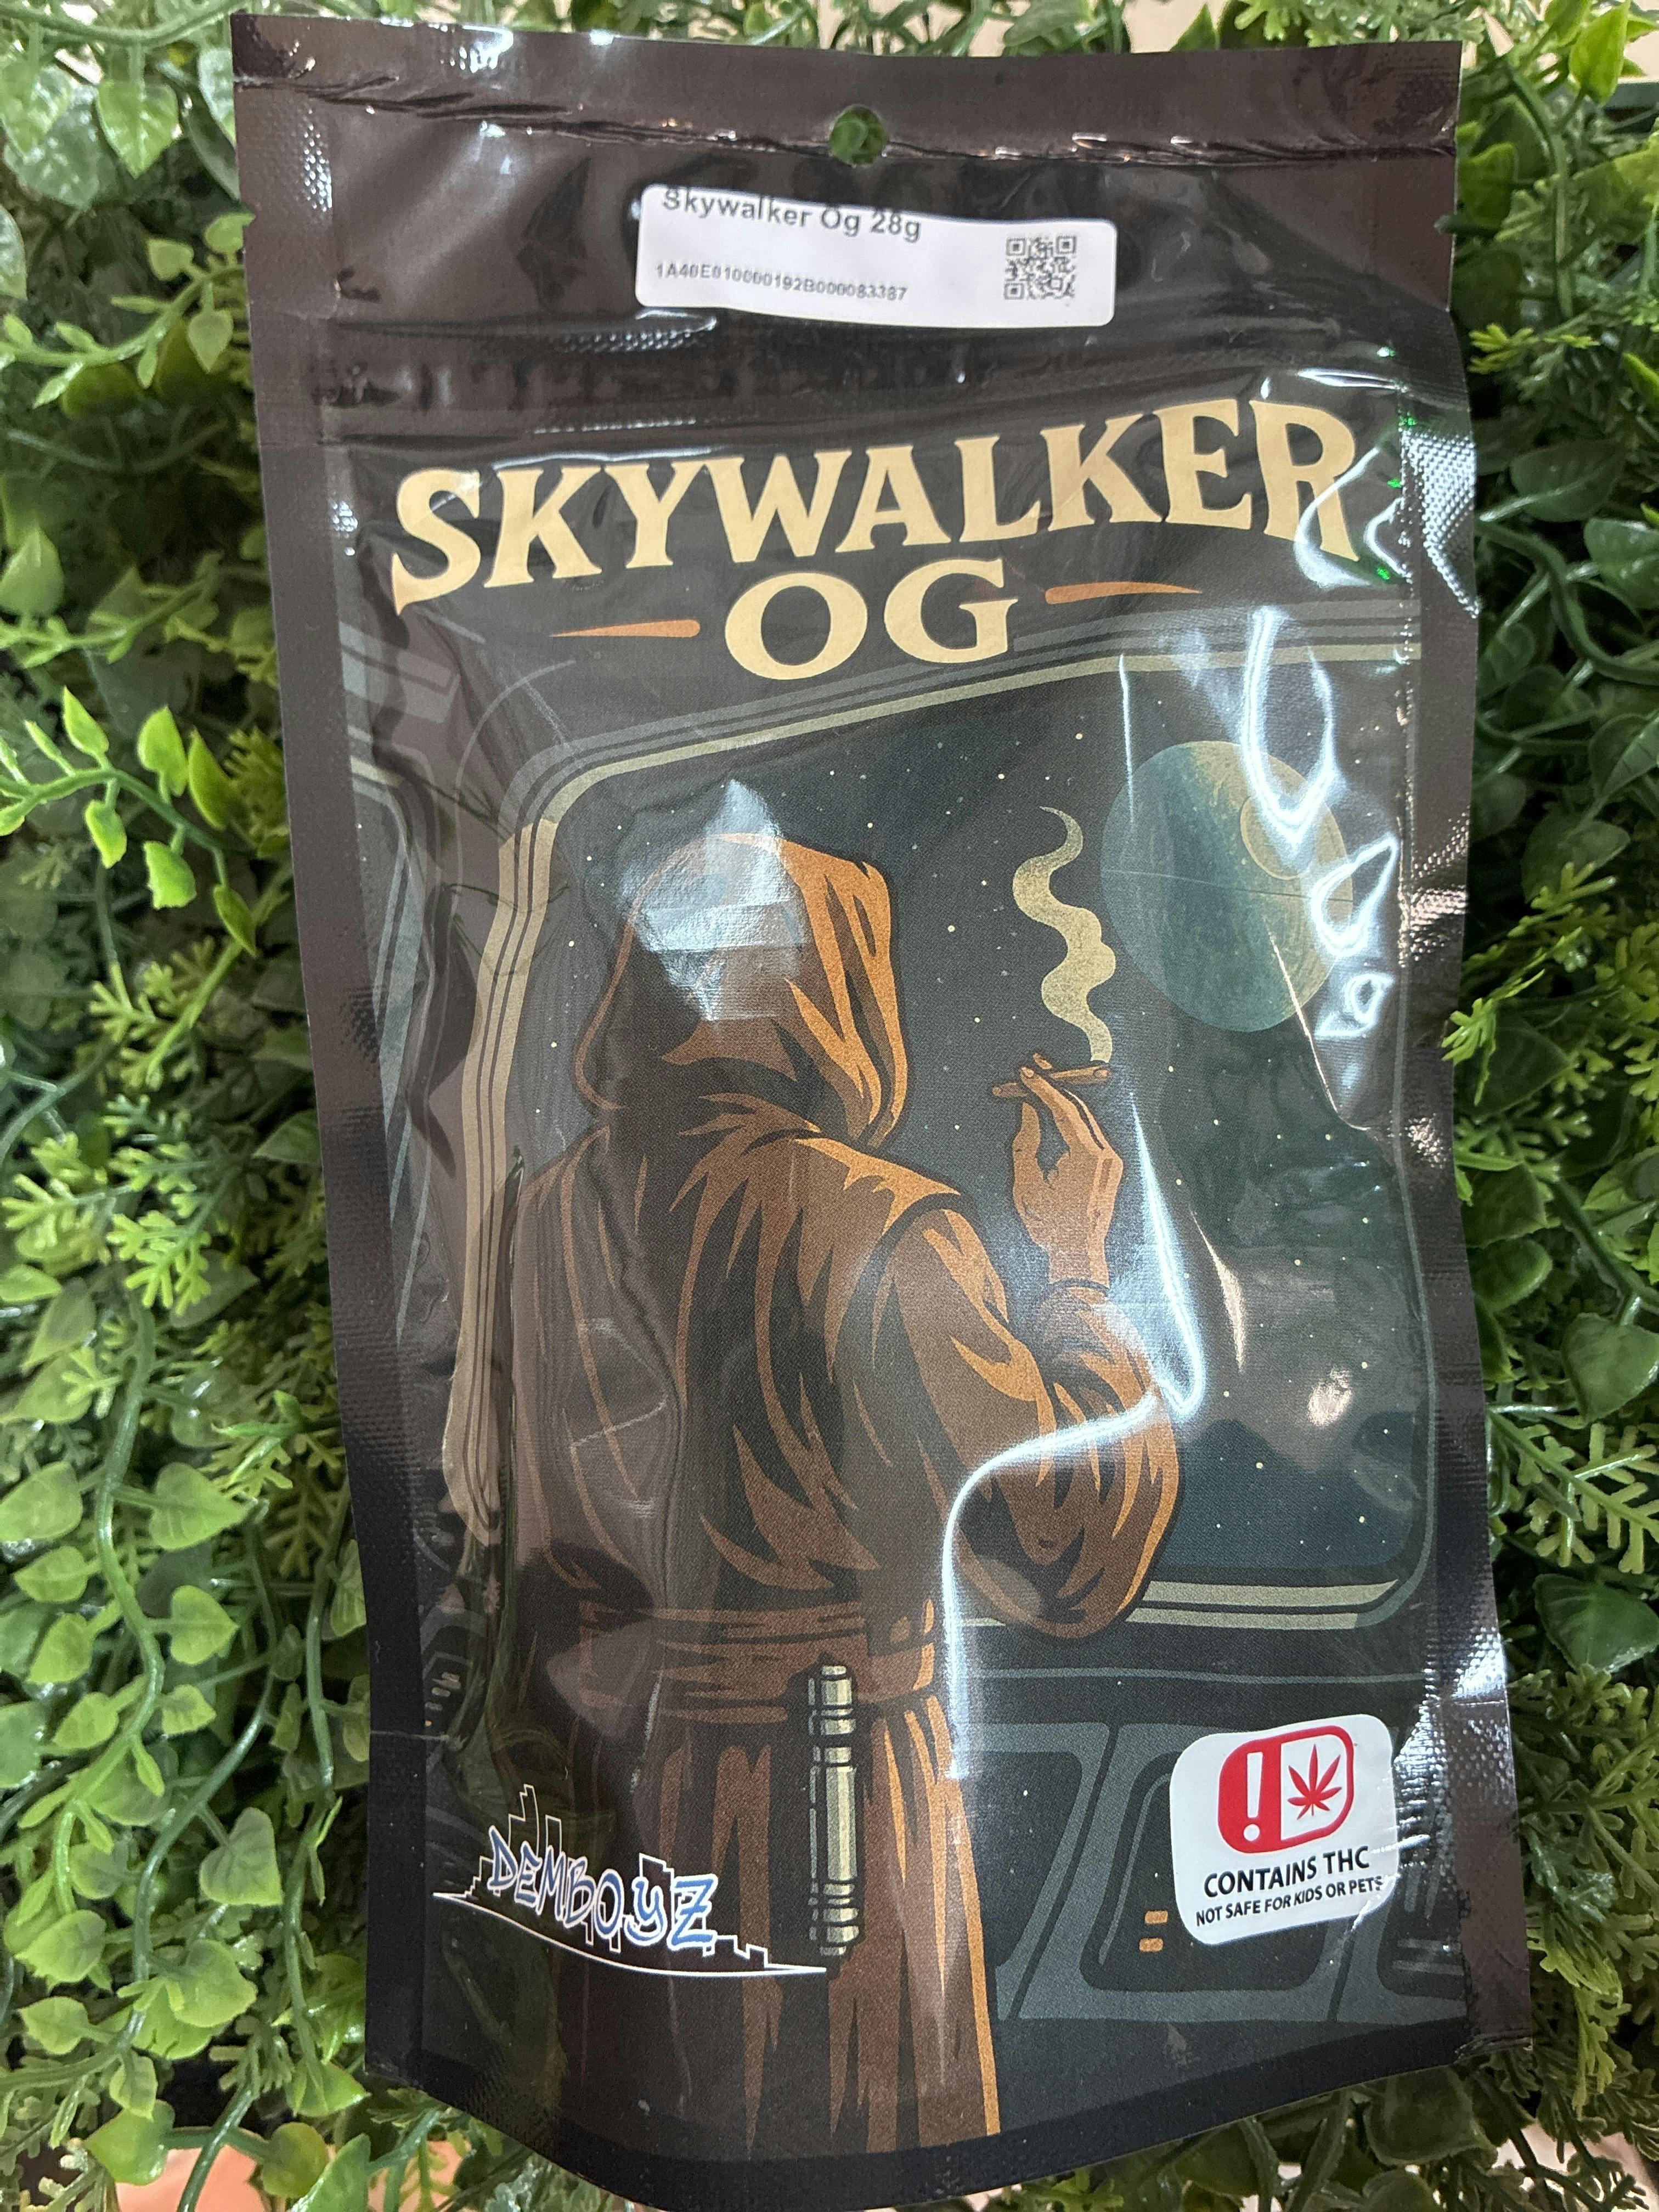 Skywalker Og 28g
1A40E010000192B000083387
SKYWALKER
OG
DEMBOYZ
!
CONTAINS THC
NOT SAFE FOR KIDS OR PETS